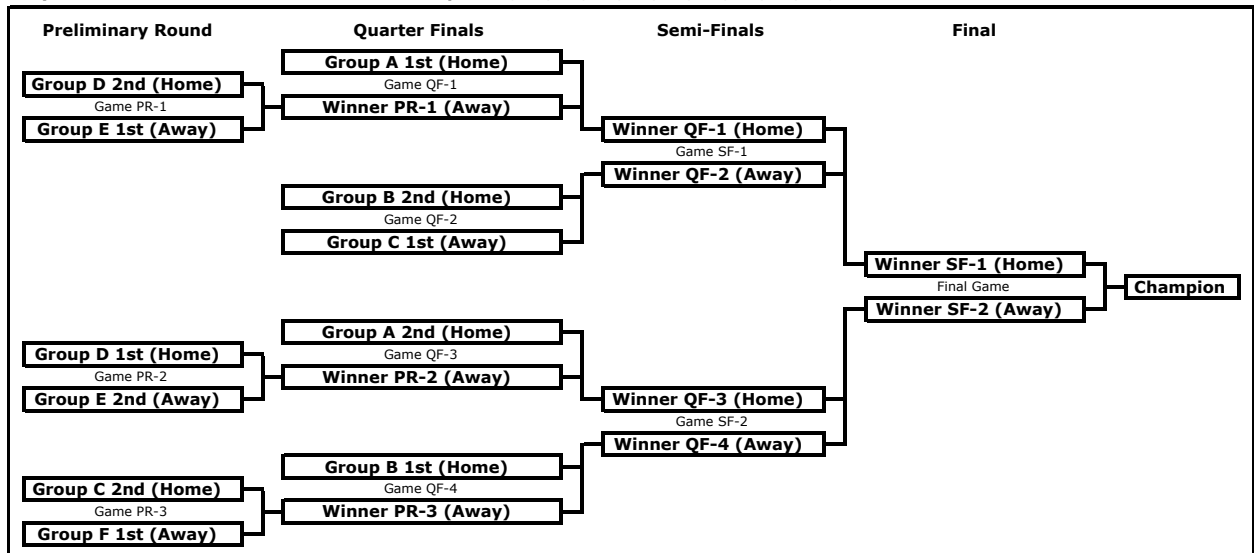 Preliminary Round
Quarter Finals
Semi-Finals
Final
Group A 1st (Home)
Group D 2nd (Home)
Game QF-1
Game PR-1
Winner PR-1 (Away)
Group E 1st (Away)
Winner QF-1 (Home)
Game SF-1
Winner QF-2 (Away)
Group B 2nd (Home)
Game QF-2
Group C 1st (Away)
Winner SF-1 (Home)
Final Game
Champion
Winner SF-2 (Away)
Group A 2nd (Home)
Group D 1st (Home)
Game QF-3
Game PR-2
Winner PR-2 (Away)
Group E 2nd (Away)
Winner QF-3 (Home)
Game SF-2
Winner QF-4 (Away)
Group B 1st (Home)
Group C 2nd (Home)
Game QF-4
Game PR-3
Winner PR-3 (Away)
Group F 1st (Away)